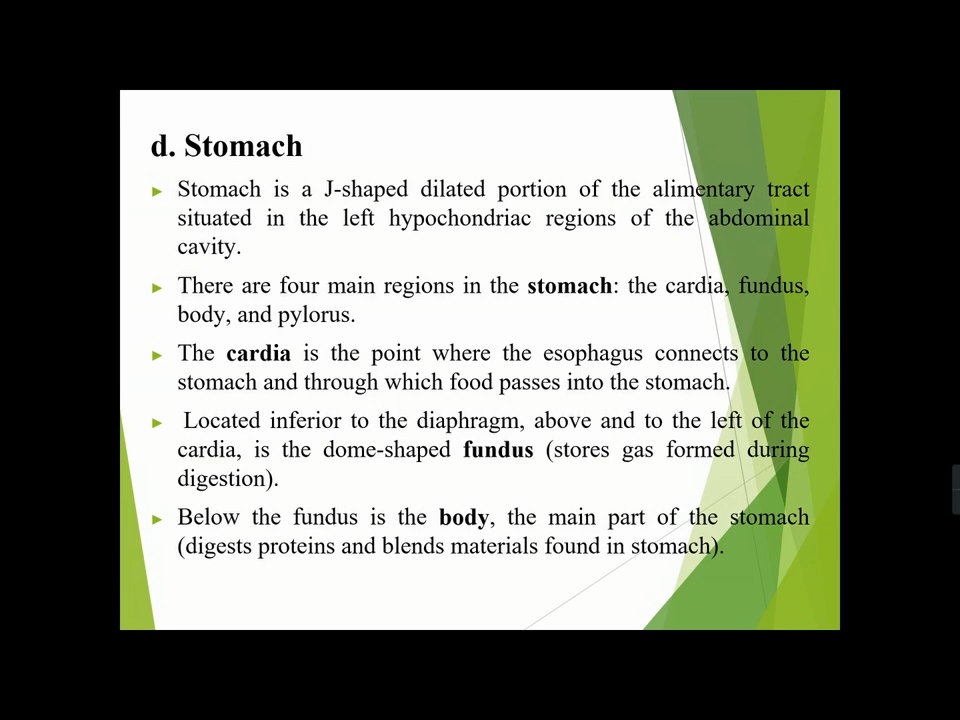 d. Stomach
► Stomach is a J-shaped dilated portion of the alimentary tract
situated in the left hypochondriac regions of the abdominal
cavity.
► There are four main regions in the stomach: the cardia, fundus,
body, and pylorus.
► The cardia is the point where the esophagus connects to the
stomach and through which food passes into the stomach.
► Located inferior to the diaphragm, above and to the left of the
cardia, is the dome-shaped fundus (stores gas formed during
digestion).
► Below the fundus is the body, the main part of the stomach
(digests proteins and blends materials found in stomach).